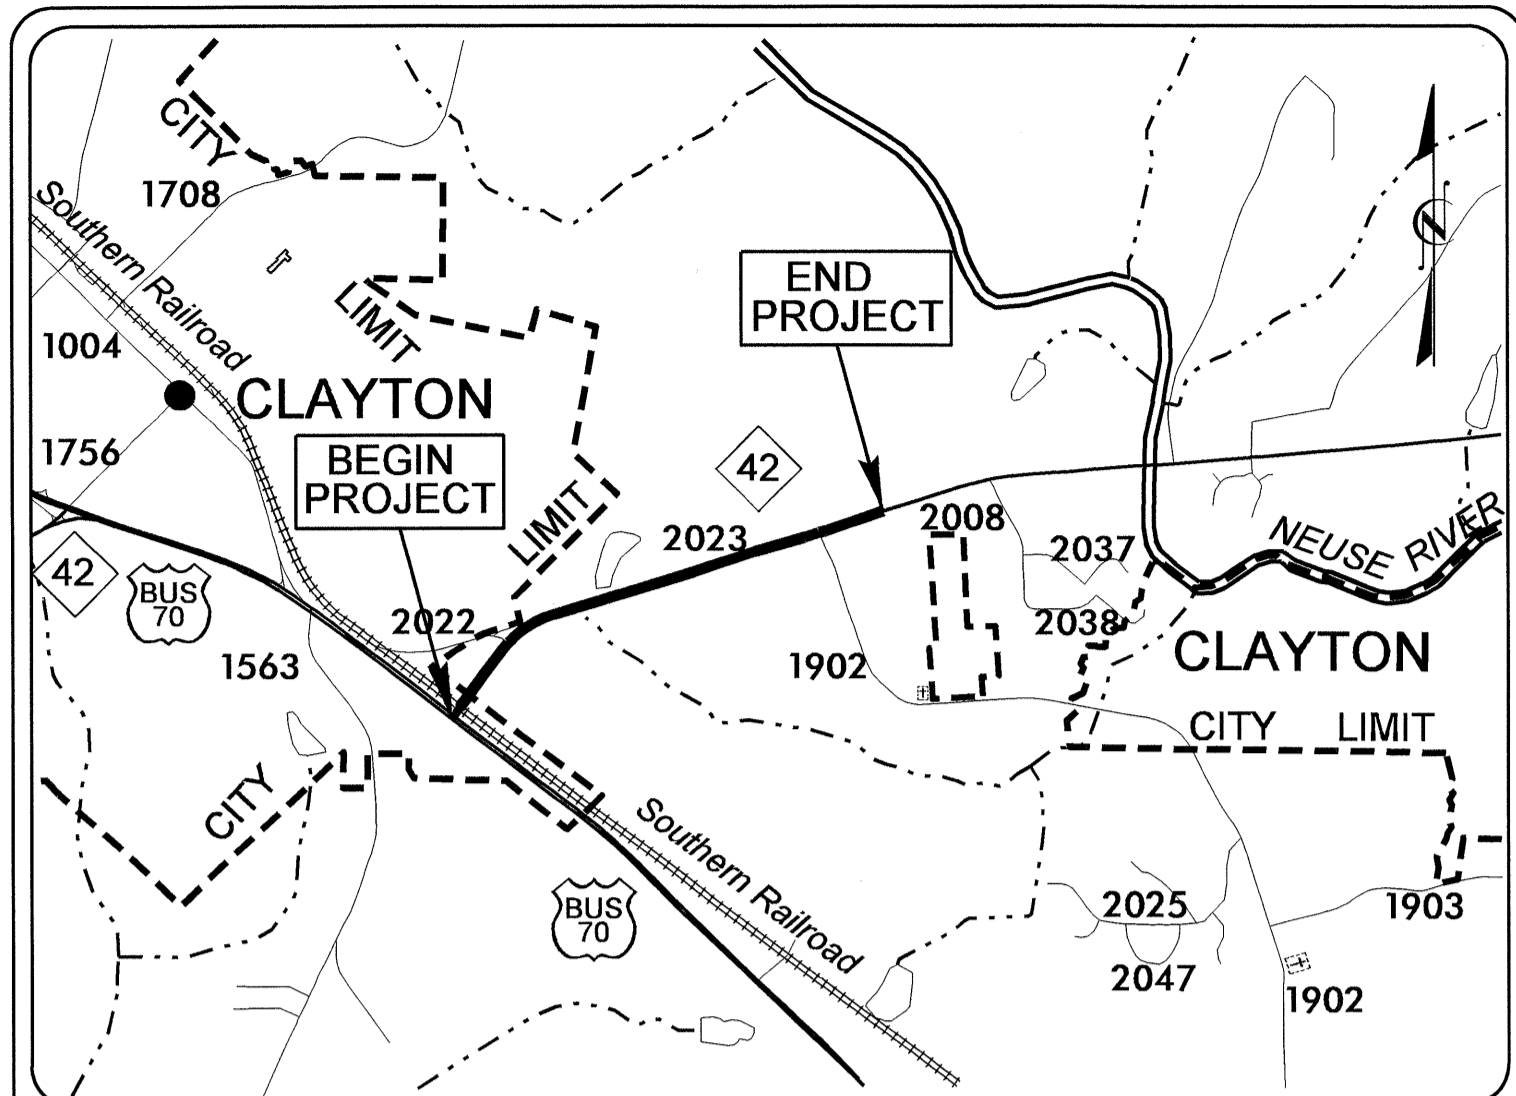 CITY
1708
Southern Railroad
LIMIT
1004
CLAYTON
1756
END
PROJECT
BEGIN
PROJECT
42
LIMIT
2023
2008
2037
NEUSE RIVER
42
BUS
70
2022
2038
1563
1902
CLAYTON
CITY LIMIT
CITY
Southern Railroad
BUS
70
2025
1903
2047
1902
N